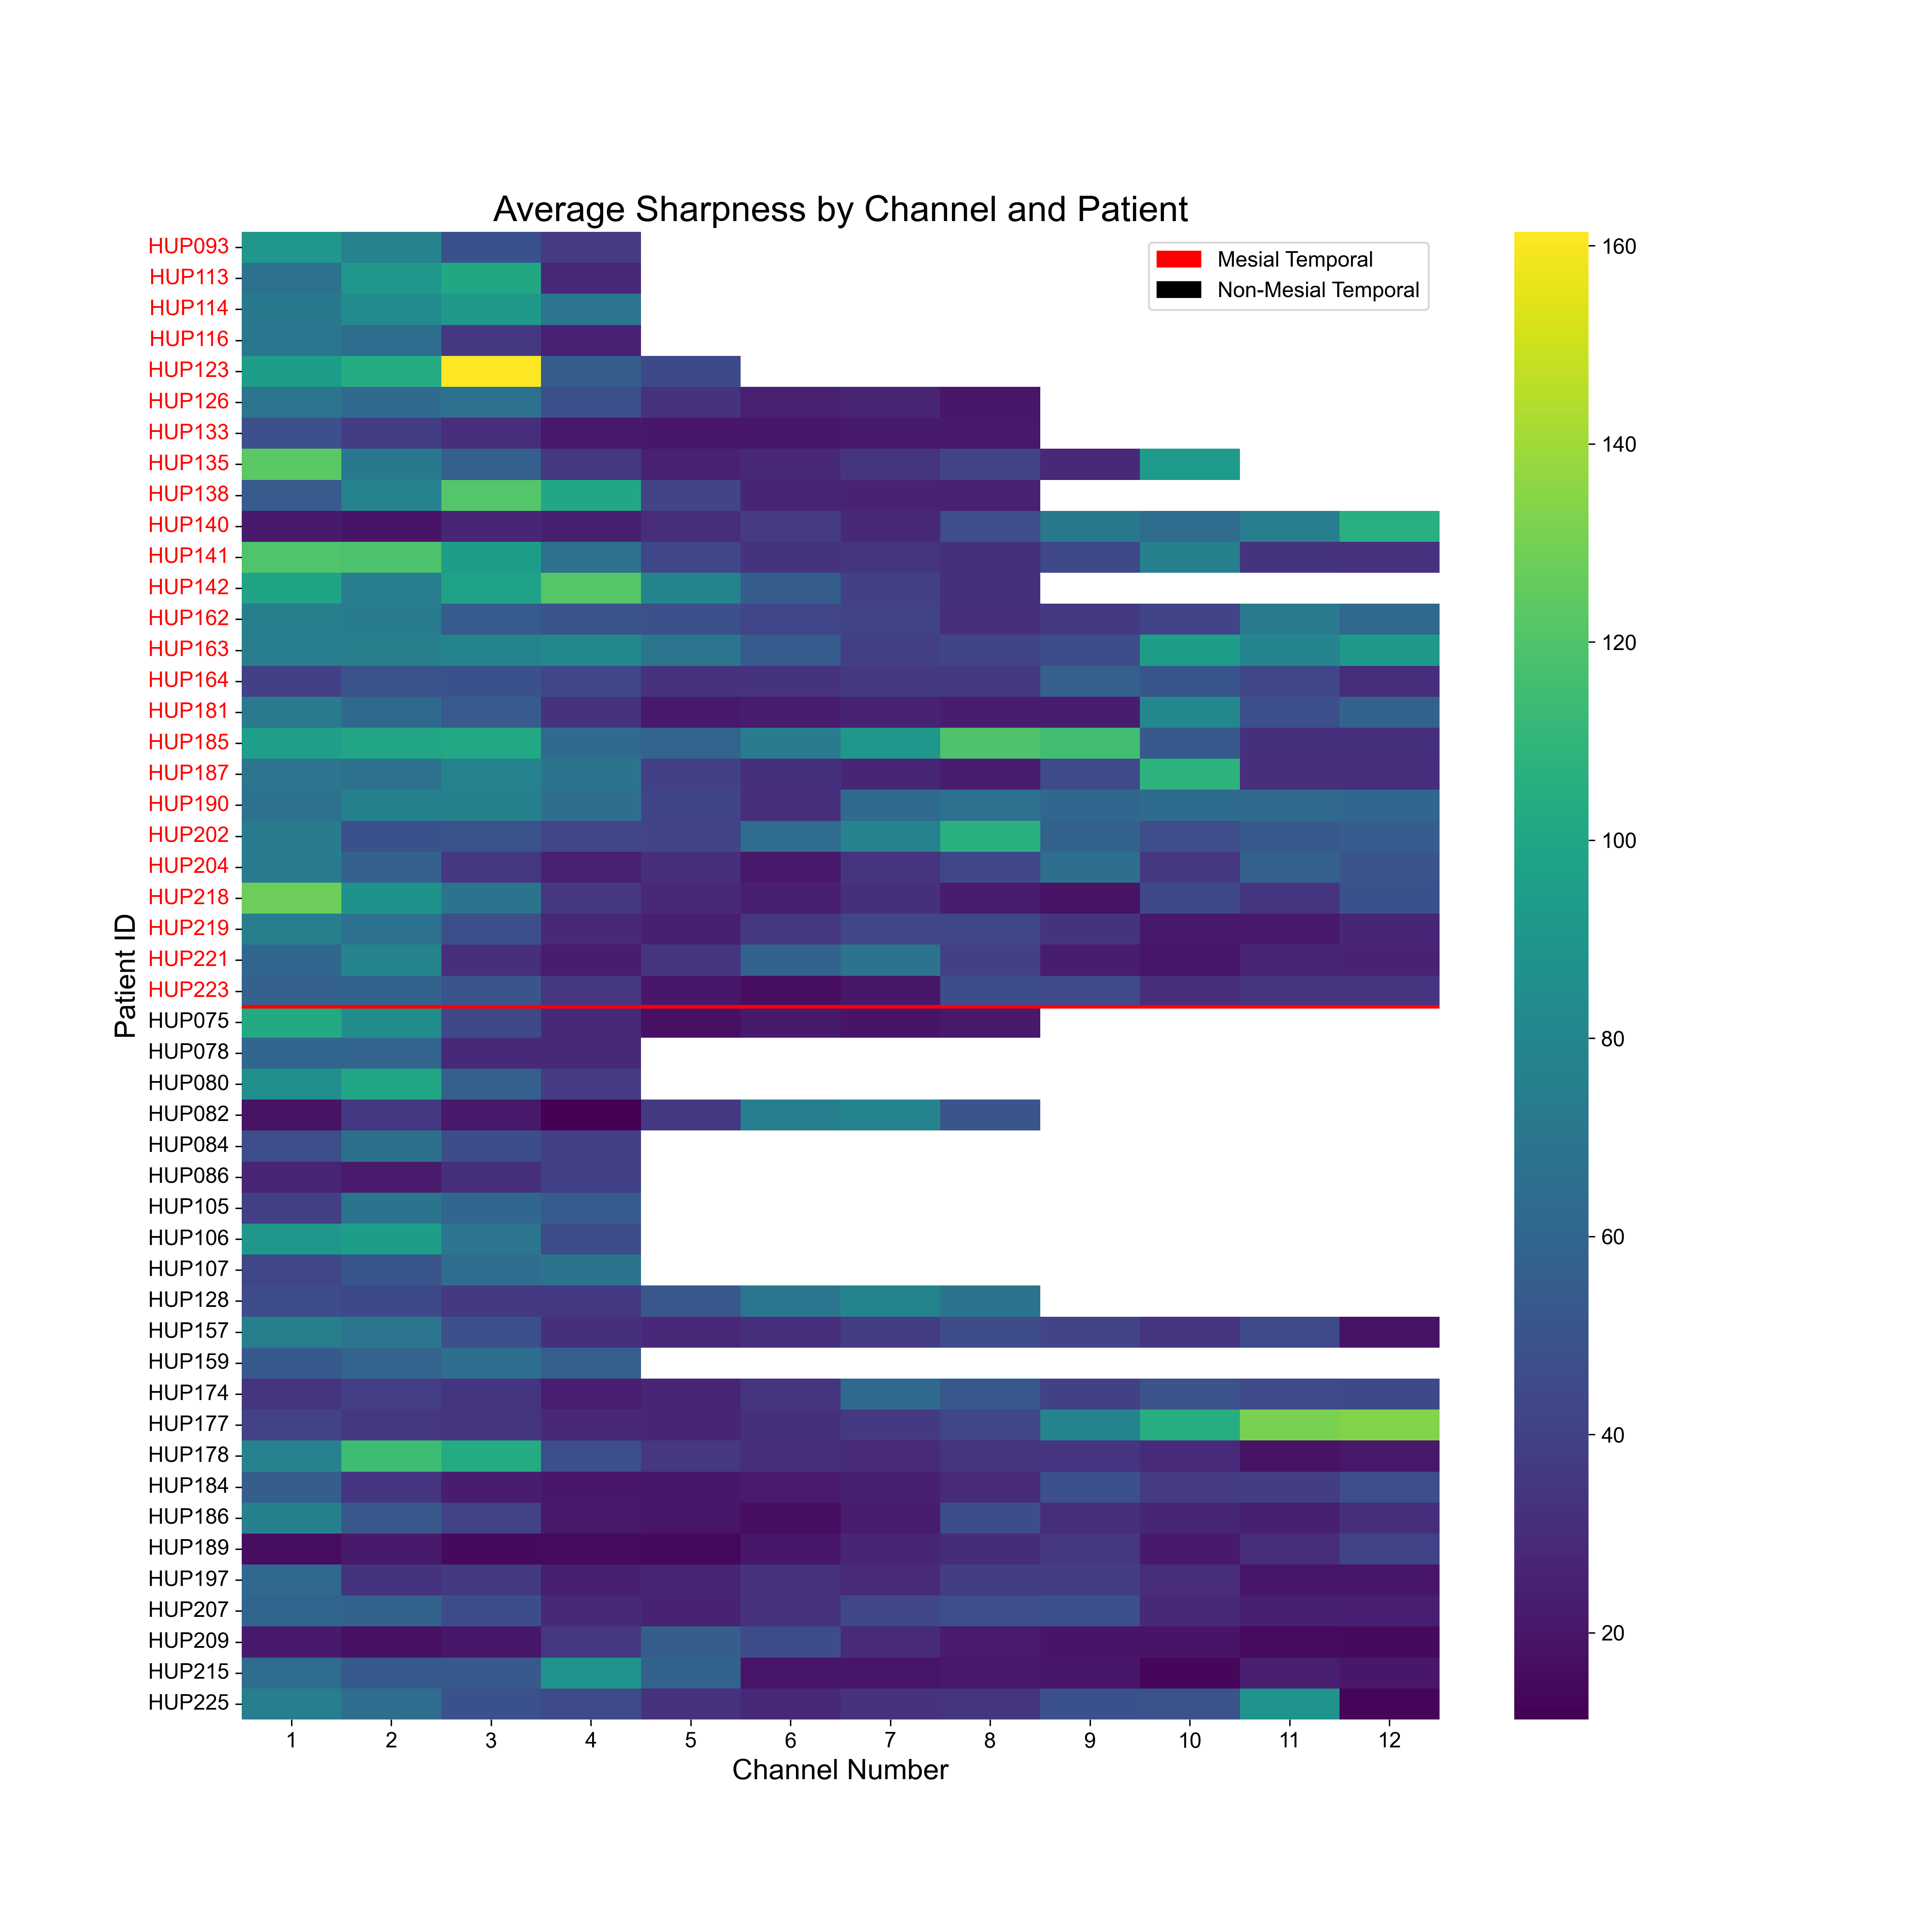 Average Sharpness by Channel and Patient
Mesial Temporal
Non-Mesial Temporal
Patient ID
HUP093
HUP113
HUP114
HUP116
HUP123
HUP126
HUP133
HUP135
HUP138
HUP140
HUP141
HUP142
HUP162
HUP163
HUP164
HUP181
HUP185
HUP187
HUP190
HUP202
HUP204
HUP218
HUP219
HUP221
HUP223
HUP075
HUP078
HUP080
HUP082
HUP084
HUP086
HUP105
HUP106
HUP107
HUP128
HUP157
HUP159
HUP174
HUP177
HUP178
HUP184
HUP186
HUP189
HUP197
HUP207
HUP209
HUP215
HUP225
1 2 3 4 5 6 7 8 9 10 11 12
Channel Number
160
140
120
100
80
60
40
20